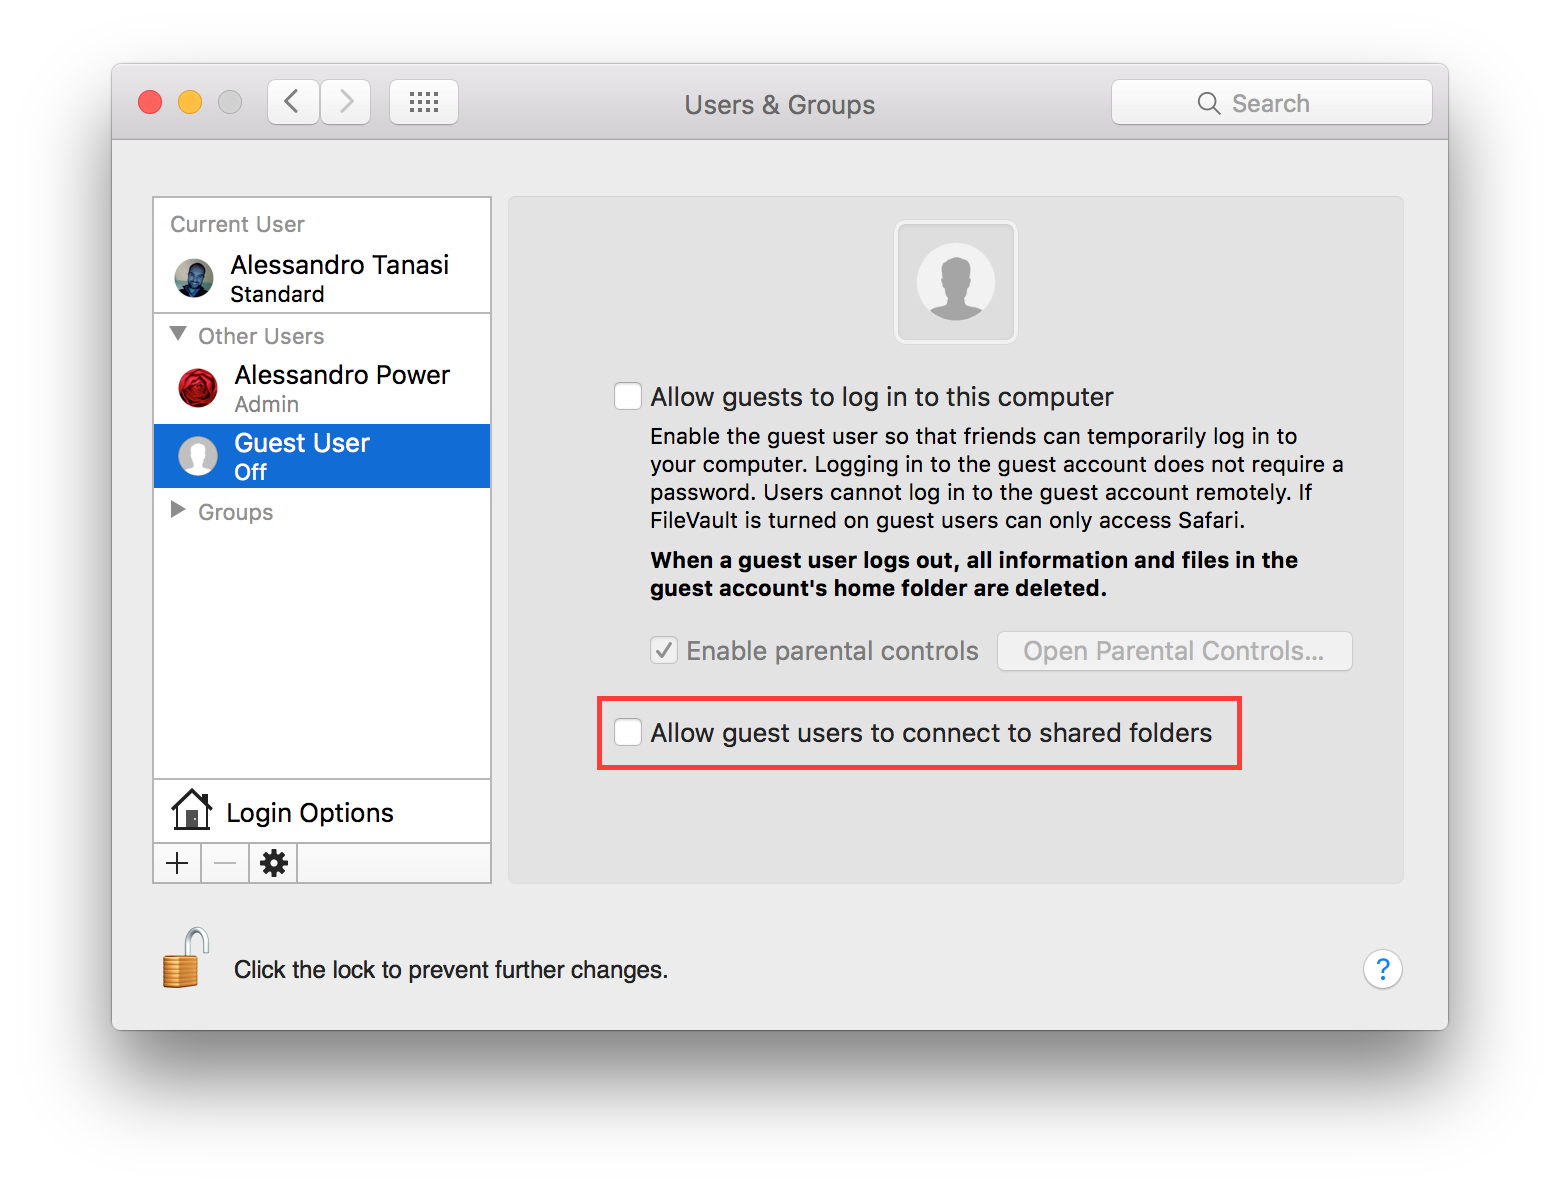 Users & Groups
Search
Current User
Alessandro Tanasi
Standard
Other Users
Alessandro Power
Admin
Guest User
Off
Groups
Login Options
Allow guests to log in to this computer
Enable the guest user so that friends can temporarily log in to
your computer. Logging in to the guest account does not require a
password. Users cannot log in to the guest account remotely. If
FileVault is turned on guest users can only access Safari.
When a guest user logs out, all information and files in the
guest account's home folder are deleted.
Enable parental controls
Open Parental Controls...
Allow guest users to connect to shared folders
Click the lock to prevent further changes.
?